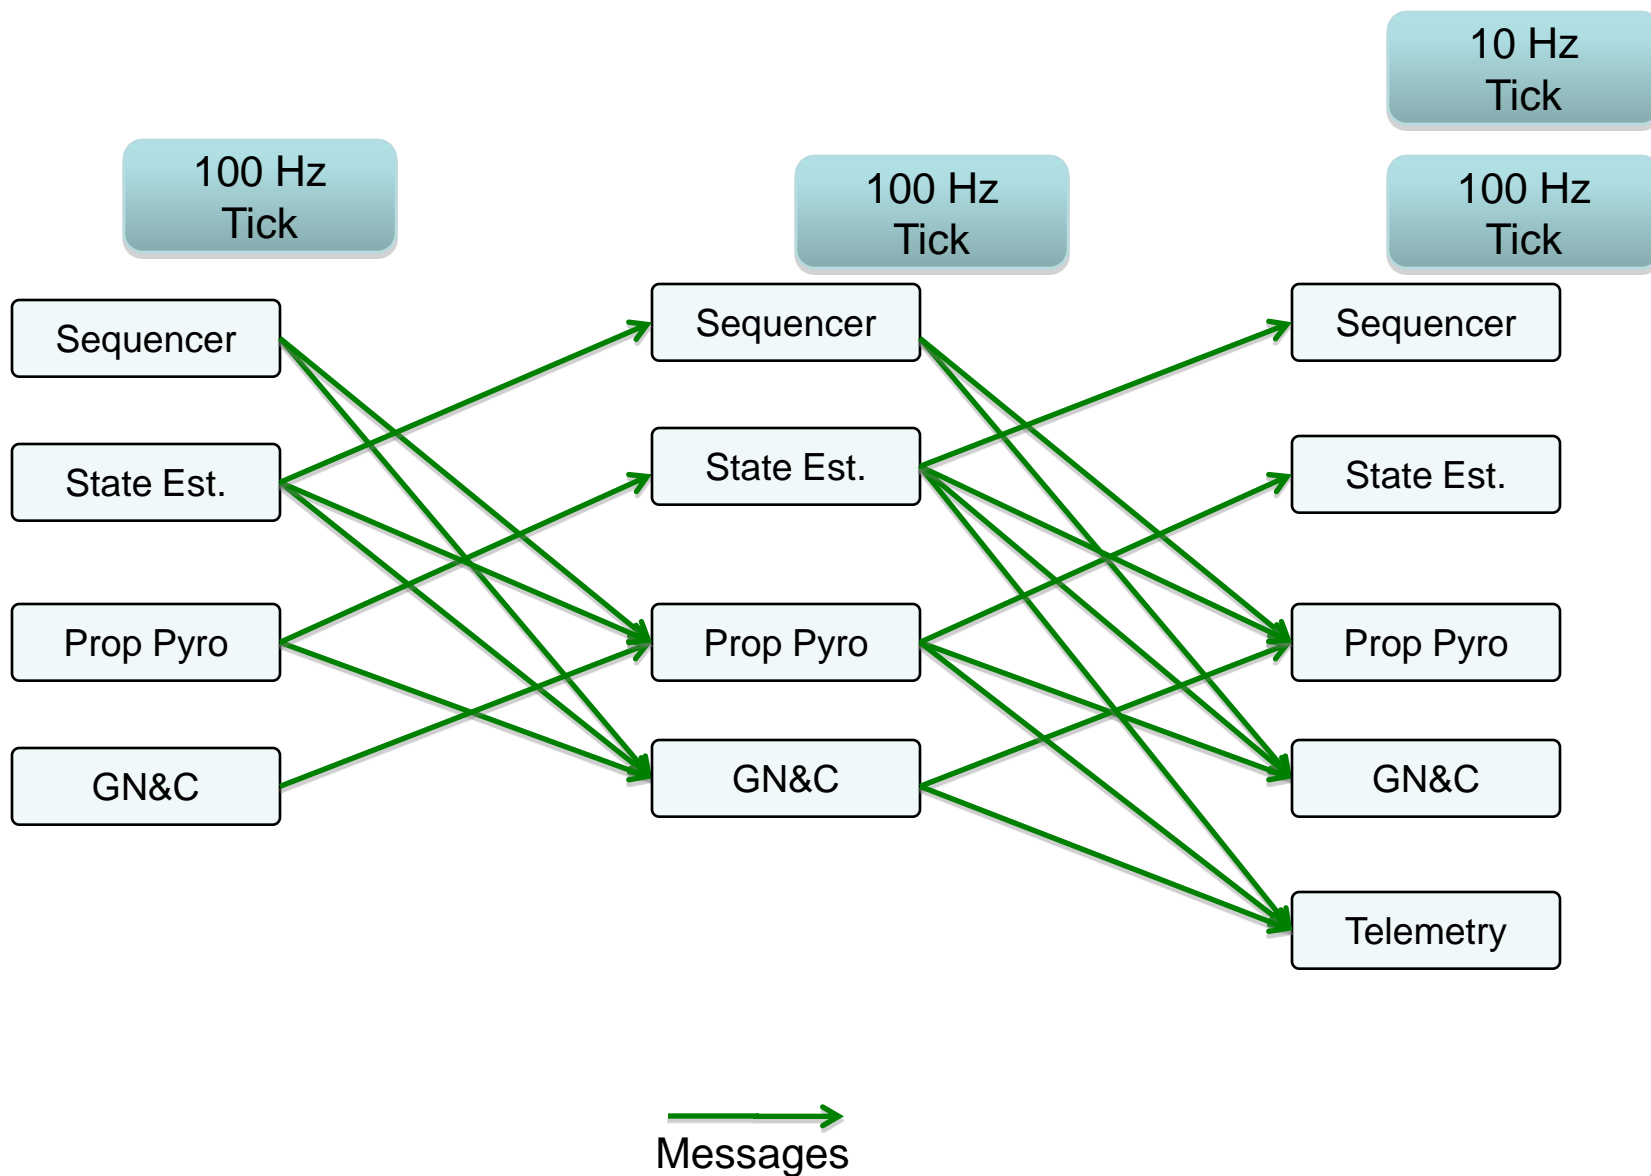 10 Hz
Tick
100 Hz
Tick
100 Hz
Tick
100 Hz
Tick
Sequencer
Sequencer
Sequencer
State Est.
State Est.
State Est.
Prop Pyro
Prop Pyro
Prop Pyro
GN&C
GN&C
GN&C
Telemetry
Messages